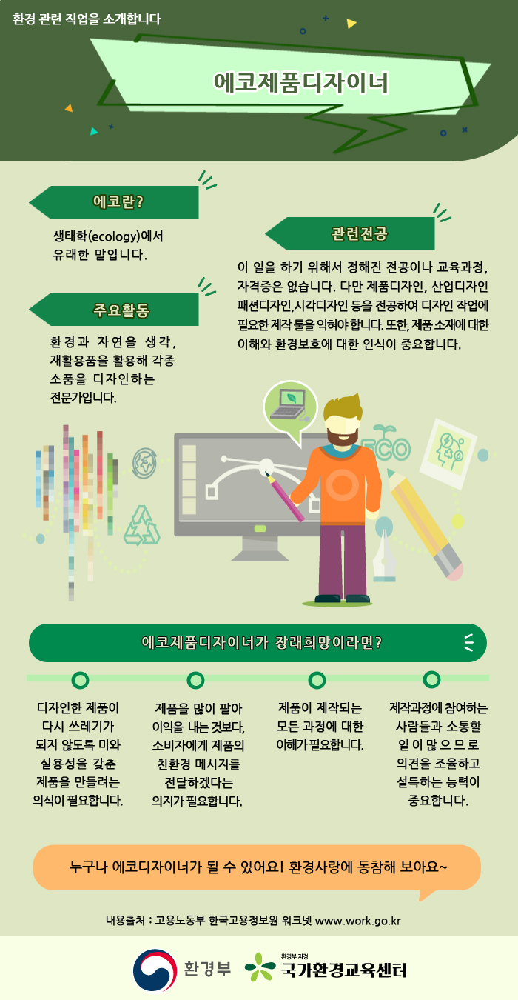 환경 관련 직업을 소개합니다
에코제품디자이너
에코란?
생태학(ecology)에서
유래한 말입니다.
주요활동
환경과 자연을 생각,
재활용품을 활용해 각종
소품을 디자인하는
전문가입니다.
관련전공
이 일을 하기 위해서 정해진 전공이나 교육과정,
자격증은 없습니다. 다만 제품디자인, 산업디자인
패션디자인,시각디자인 등을 전공하여 디자인 작업에
필요한 제작 툴을 익혀야 합니다. 또한, 제품 소재에 대한
이해와 환경보호에 대한 인식이 중요합니다.
ECO
에코제품디자이너가 장래희망이라면?
디자인한 제품이
다시 쓰레기가
되지 않도록 미와
실용성을 갖춘
제품을 만들려는
의식이 필요합니다.
제품을 많이 팔아
이익을 내는 것보다,
소비자에게 제품의
친환경 메시지를
전달하겠다는
의지가 필요합니다.
제품이 제작되는
모든 과정에 대한
이해가 필요합니다.
제작과정에 참여하는
사람들과 소통할
일이 많으므로
의견을 조율하고
설득하는 능력이
중요합니다.
누구나 에코디자이너가 될 수 있어요! 환경사랑에 동참해 보아요~
내용출처 : 고용노동부 한국고용정보원 워크넷 www.work.go.kr
환경부
환경부 지정
국가환경교육센터